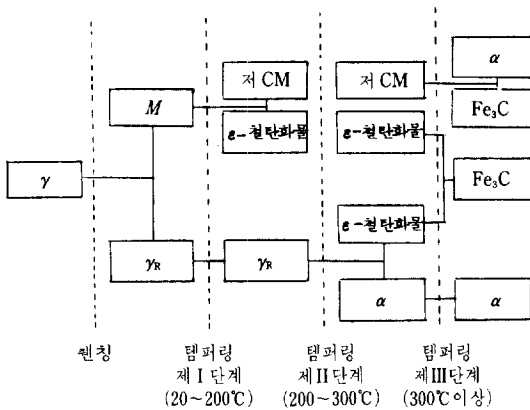 γ
M
γR
저 CM
ε-철탄화물
γR
저 CM
ε-철탄화물
ε-철탄화물
α
α
Fe₃C
Fe₃C
α
퀜칭
템퍼링
제 I 단계
(20~200℃)
템퍼링
제 II 단계
(200~300℃)
템퍼링
제 III 단계
(300℃이상)